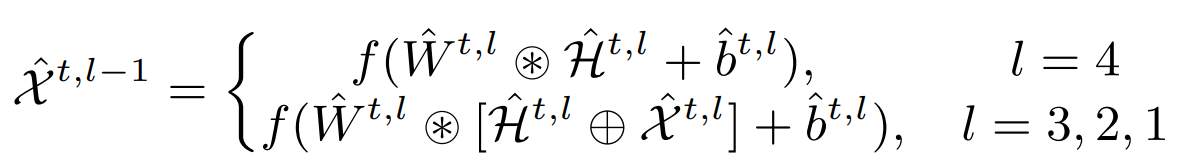 $\hat{\mathcal{X}}^{t,l-1} = \begin{cases} f(\hat{W}^{t,l} \circledast \hat{\mathcal{H}}^{t,l} + \hat{b}^{t,l}), & l = 4 \\ f(\hat{W}^{t,l} \circledast [\hat{\mathcal{H}}^{t,l} \oplus \hat{\mathcal{X}}^{t,l}] + \hat{b}^{t,l}), & l = 3, 2, 1 \end{cases}$